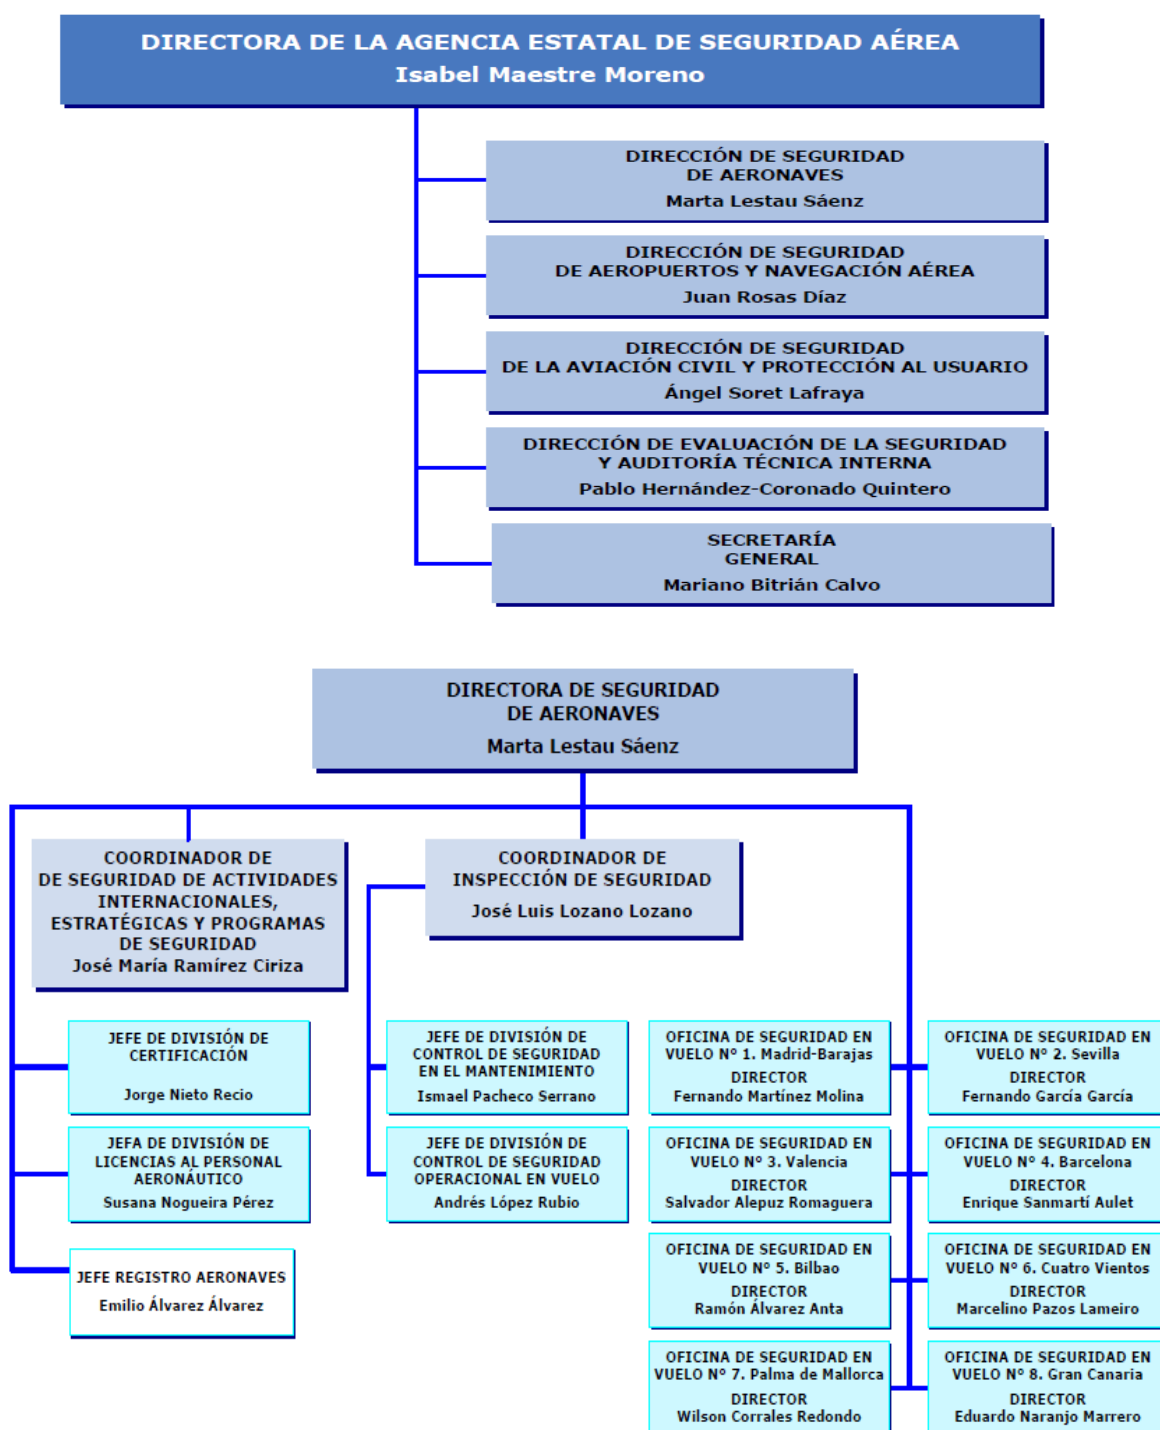 DIRECTORA DE LA AGENCIA ESTATAL DE SEGURIDAD AÉREA
Isabel Maestre Moreno
DIRECCIÓN DE SEGURIDAD
DE AERONAVES
Marta Lestau Sáenz
DIRECCIÓN DE SEGURIDAD
DE AEROPUERTOS Y NAVEGACIÓN AÉREA
Juan Rosas Díaz
DIRECCIÓN DE SEGURIDAD
DE LA AVIACIÓN CIVIL Y PROTECCIÓN AL USUARIO
Ángel Soret Lafraya
DIRECCIÓN DE EVALUACIÓN DE LA SEGURIDAD
Y AUDITORÍA TÉCNICA INTERNA
Pablo Hernández-Coronado Quintero
SECRETARÍA
GENERAL
Mariano Bitrián Calvo
DIRECTORA DE SEGURIDAD
DE AERONAVES
Marta Lestau Sáenz
COORDINADOR DE
DE SEGURIDAD DE ACTIVIDADES
INTERNACIONALES,
ESTRATÉGICAS Y PROGRAMAS
DE SEGURIDAD
José María Ramírez Ciriza
COORDINADOR DE
INSPECCIÓN DE SEGURIDAD
José Luis Lozano Lozano
JEFE DE DIVISIÓN DE
CERTIFICACIÓN
Jorge Nieto Recio
JEFE DE DIVISIÓN DE
CONTROL DE SEGURIDAD
EN EL MANTENIMIENTO
Ismael Pacheco Serrano
OFICINA DE SEGURIDAD EN
VUELO Nº 1. Madrid-Barajas
DIRECTOR
Fernando Martínez Molina
OFICINA DE SEGURIDAD EN
VUELO Nº 2. Sevilla
DIRECTOR
Fernando García García
JEFA DE DIVISIÓN DE
LICENCIAS AL PERSONAL
AERONÁUTICO
Susana Nogueira Pérez
JEFE DE DIVISIÓN DE
CONTROL DE SEGURIDAD
OPERACIONAL EN VUELO
Andrés López Rubio
OFICINA DE SEGURIDAD EN
VUELO Nº 3. Valencia
DIRECTOR
Salvador Alepuz Romaguera
OFICINA DE SEGURIDAD EN
VUELO Nº 4. Barcelona
DIRECTOR
Enrique Sanmartí Aulet
JEFE REGISTRO AERONAVES
Emilio Álvarez Álvarez
OFICINA DE SEGURIDAD EN
VUELO Nº 5. Bilbao
DIRECTOR
Ramón Álvarez Anta
OFICINA DE SEGURIDAD EN
VUELO Nº 6. Cuatro Vientos
DIRECTOR
Marcelino Pazos Lameiro
OFICINA DE SEGURIDAD EN
VUELO Nº 7. Palma de Mallorca
DIRECTOR
Wilson Corrales Redondo
OFICINA DE SEGURIDAD EN
VUELO Nº 8. Gran Canaria
DIRECTOR
Eduardo Naranjo Marrero